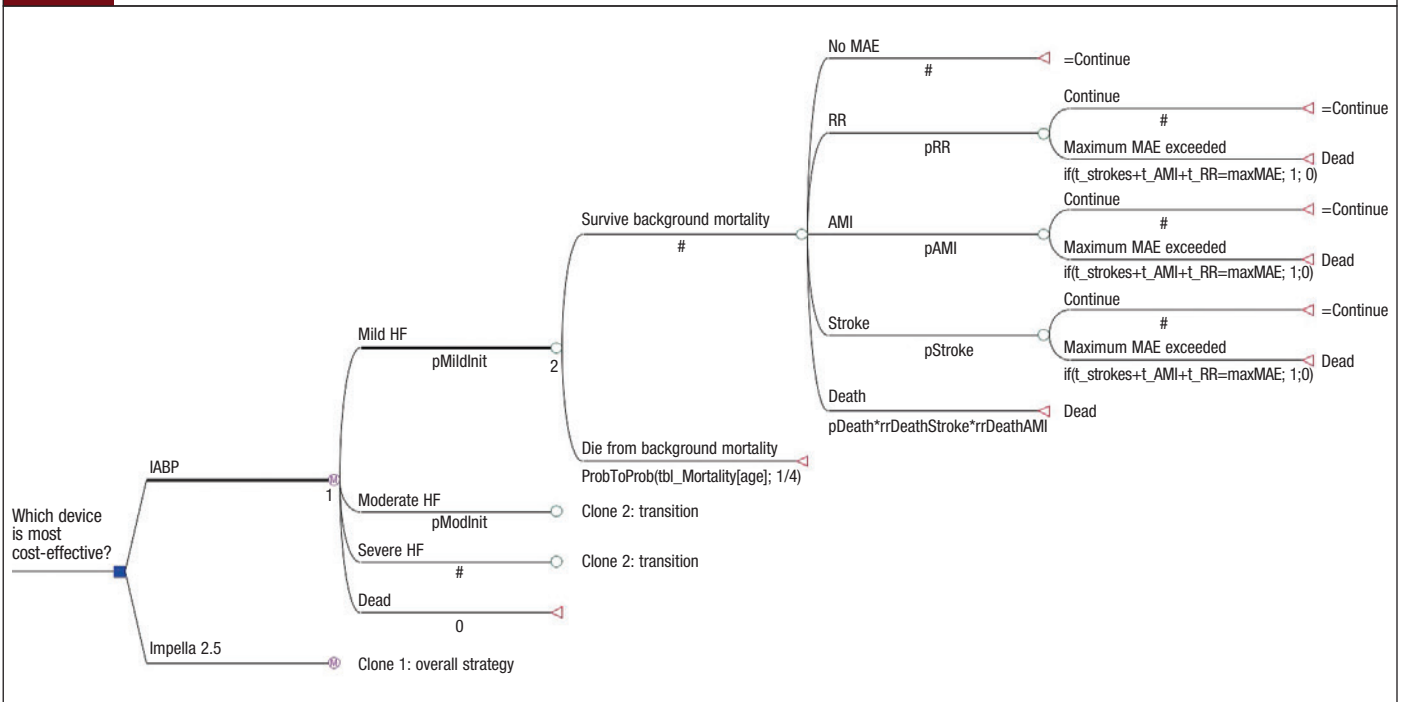 No MAE
#
=Continue
RR
pRR
Continue
#
=Continue
Maximum MAE exceeded
if(t_strokes+t_AMI+t_RR=maxMAE; 1; 0)
Dead
Survive background mortality
#
AMI
pAMI
Continue
#
=Continue
Maximum MAE exceeded
if(t_strokes+t_AMI+t_RR=maxMAE; 1;0)
Dead
Stroke
pStroke
Continue
#
=Continue
Maximum MAE exceeded
if(t_strokes+t_AMI+t_RR=maxMAE; 1;0)
Dead
Death
pDeath*rrDeathStroke*rrDeathAMI
Dead
Mild HF
pMildInit
2
Die from background mortality
ProbToProb(tbl_Mortality[age]; 1/4)
IABP
M
1
Moderate HF
pModInit
Clone 2: transition
Severe HF
#
Clone 2: transition
Dead
0
Which device
is most
cost-effective?
Impella 2.5
M
Clone 1: overall strategy